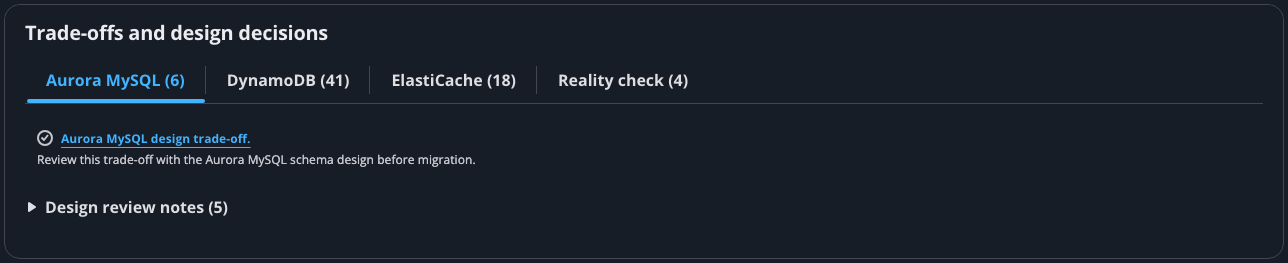 Trade-offs and design decisions
Aurora MySQL (6)
DynamoDB (41)
ElastiCache (18)
Reality check (4)
Aurora MySQL design trade-off.
Review this trade-off with the Aurora MySQL schema design before migration.
Design review notes (5)